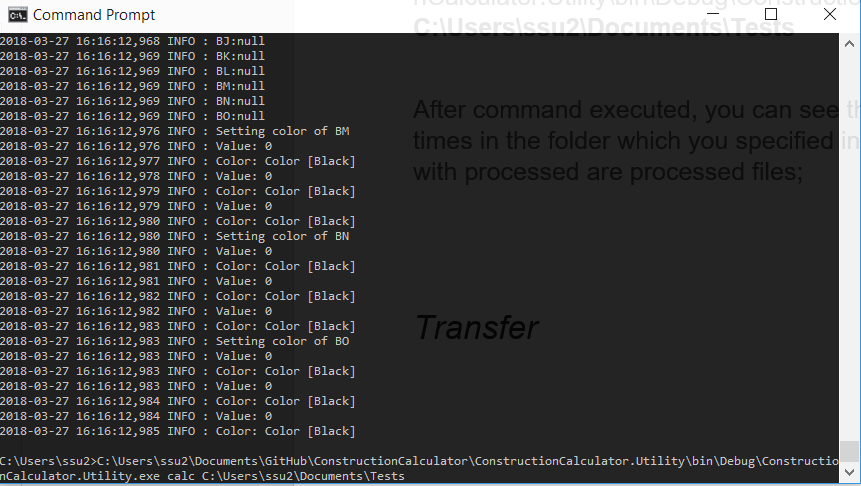 Command Prompt
nCalculator.Utility\bin\Debug\Constructi
C:\Users\ssu2\Documents\Tests
2018-03-27 16:16:12,968 INFO : BJ:null
2018-03-27 16:16:12,969 INFO : BK:null
2018-03-27 16:16:12,969 INFO : BL:null
2018-03-27 16:16:12,969 INFO : BM:null
2018-03-27 16:16:12,969 INFO : BN:null
2018-03-27 16:16:12,969 INFO : BO:null
2018-03-27 16:16:12,976 INFO : Setting color of BM
2018-03-27 16:16:12,976 INFO : Value: 0
2018-03-27 16:16:12,977 INFO : Color: Color [Black]
2018-03-27 16:16:12,978 INFO : Value: 0
2018-03-27 16:16:12,979 INFO : Color: Color [Black]
2018-03-27 16:16:12,979 INFO : Value: 0
2018-03-27 16:16:12,980 INFO : Color: Color [Black]
2018-03-27 16:16:12,980 INFO : Setting color of BN
2018-03-27 16:16:12,980 INFO : Value: 0
2018-03-27 16:16:12,981 INFO : Color: Color [Black]
2018-03-27 16:16:12,981 INFO : Value: 0
2018-03-27 16:16:12,982 INFO : Color: Color [Black]
2018-03-27 16:16:12,982 INFO : Value: 0
2018-03-27 16:16:12,983 INFO : Color: Color [Black]
2018-03-27 16:16:12,983 INFO : Setting color of BO
2018-03-27 16:16:12,983 INFO : Value: 0
2018-03-27 16:16:12,983 INFO : Color: Color [Black]
2018-03-27 16:16:12,983 INFO : Value: 0
2018-03-27 16:16:12,984 INFO : Color: Color [Black]
2018-03-27 16:16:12,984 INFO : Value: 0
2018-03-27 16:16:12,985 INFO : Color: Color [Black]
C:\Users\ssu2>C:\Users\ssu2\Documents\GitHub\ConstructionCalculator\ConstructionCalculator.Utility\bin\Debug\Constructio
nCalculator.Utility.exe calc C:\Users\ssu2\Documents\Tests
After command executed, you can see th
times in the folder which you specified in
with processed are processed files;
Transfer